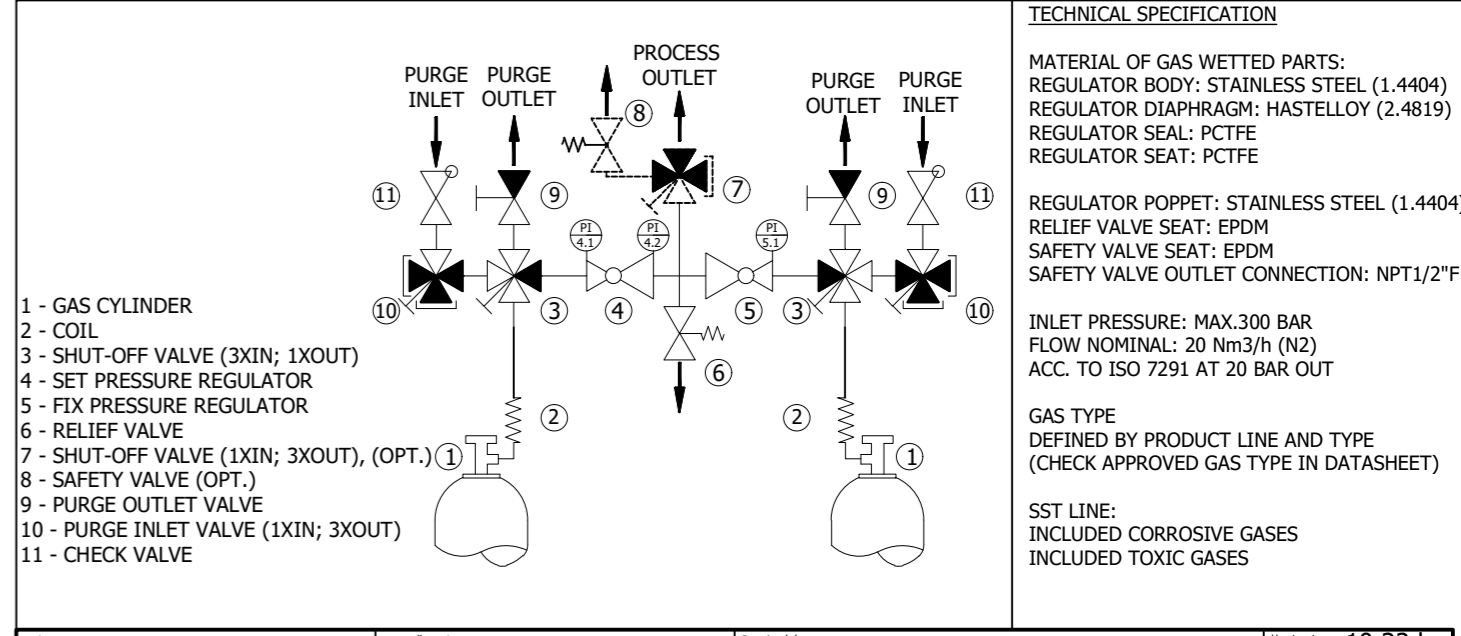 PURGE INLET
PURGE OUTLET
PROCESS OUTLET
PURGE OUTLET
PURGE INLET
8
11
9
7
9
11
PI 4.1
PI 4.2
PI 5.1
10
3
4
5
3
10
6
2
2
1
1
1 - GAS CYLINDER
2 - COIL
3 - SHUT-OFF VALVE (3XIN; 1XOUT)
4 - SET PRESSURE REGULATOR
5 - FIX PRESSURE REGULATOR
6 - RELIEF VALVE
7 - SHUT-OFF VALVE (1XIN; 3XOUT), (OPT.)
8 - SAFETY VALVE (OPT.)
9 - PURGE OUTLET VALVE
10 - PURGE INLET VALVE (1XIN; 3XOUT)
11 - CHECK VALVE
TECHNICAL SPECIFICATION
MATERIAL OF GAS WETTED PARTS:
REGULATOR BODY: STAINLESS STEEL (1.4404)
REGULATOR DIAPHRAGM: HASTELLOY (2.4819)
REGULATOR SEAL: PCTFE
REGULATOR SEAT: PCTFE
REGULATOR POPPET: STAINLESS STEEL (1.4404)
RELIEF VALVE SEAT: EPDM
SAFETY VALVE SEAT: EPDM
SAFETY VALVE OUTLET CONNECTION: NPT1/2"F
INLET PRESSURE: MAX.300 BAR
FLOW NOMINAL: 20 Nm3/h (N2)
ACC. TO ISO 7291 AT 20 BAR OUT
GAS TYPE
DEFINED BY PRODUCT LINE AND TYPE
(CHECK APPROVED GAS TYPE IN DATASHEET)
SST LINE:
INCLUDED CORROSIVE GASES
INCLUDED TOXIC GASES